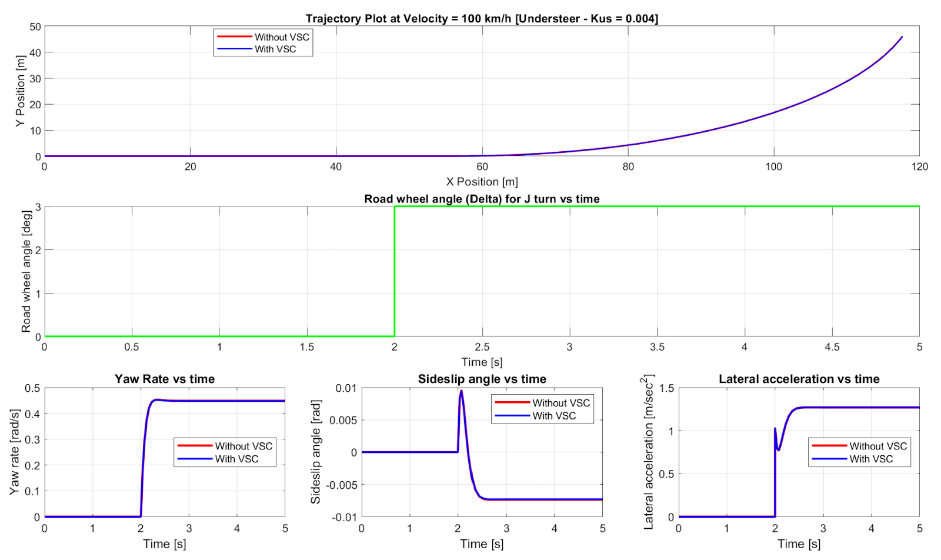 Trajectory Plot at Velocity = 100 km/h [Understeer - Kus = 0.004]
Y Position [m]
50
40
30
20
10
0
Without VSC
With VSC
0 20 40 60 80 100 120
X Position [m]
Road wheel angle (Delta) for J turn vs time
Road wheel angle [deg]
3
2
1
0
0 0.5 1 1.5 2 2.5 3 3.5 4 4.5 5
Time [s]
Yaw Rate vs time
Yaw rate [rad/s]
0.5
0.4
0.3
0.2
0.1
0
Without VSC
With VSC
0 1 2 3 4 5
Time [s]
Sideslip angle vs time
Sideslip angle [rad]
0.01
0.005
0
-0.005
-0.01
Without VSC
With VSC
0 1 2 3 4 5
Time [s]
Lateral acceleration vs time
Lateral acceleration [m/sec²]
1.5
1
0.5
0
Without VSC
With VSC
0 1 2 3 4 5
Time [s]